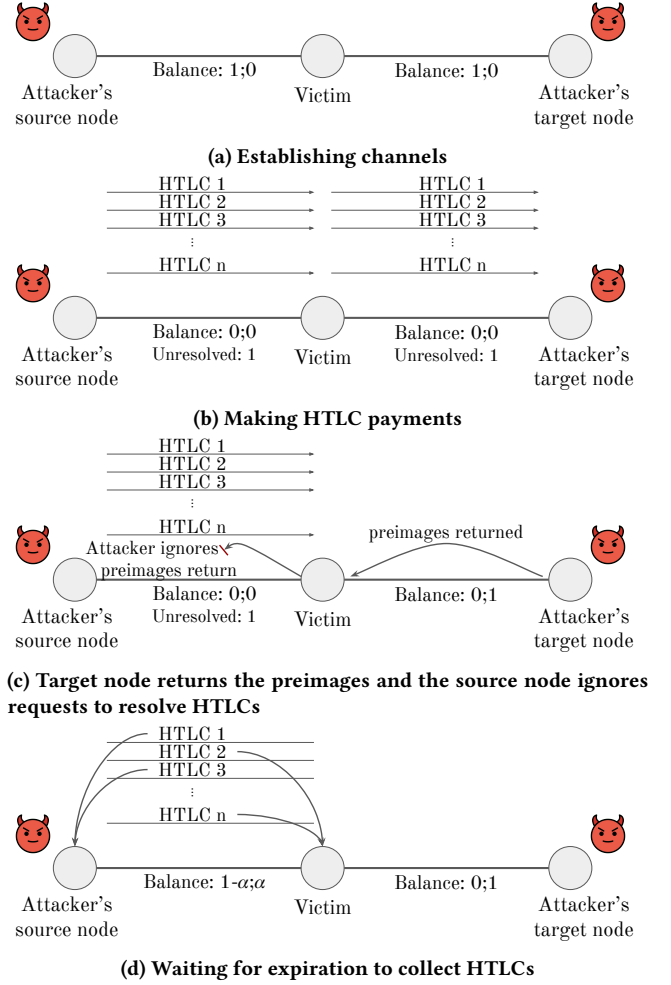 Balance: 1;0 Balance: 1;0
Attacker's source node
Victim
Attacker's target node
(a) Establishing channels
HTLC 1 HTLC 1
HTLC 2 HTLC 2
HTLC 3 HTLC 3
⋮ ⋮
HTLC n HTLC n
Balance: 0;0 Balance: 0;0
Unresolved: 1 Unresolved: 1
Attacker's source node
Victim
Attacker's target node
(b) Making HTLC payments
HTLC 1
HTLC 2
HTLC 3
⋮
HTLC n
Attacker ignores
preimages return
preimages returned
Balance: 0;0 Balance: 0;1
Unresolved: 1
Attacker's source node
Victim
Attacker's target node
(c) Target node returns the preimages and the source node ignores
requests to resolve HTLCs
HTLC 1
HTLC 2
HTLC 3
⋮
HTLC n
Balance: 1-α;α Balance: 0;1
Attacker's source node
Victim
Attacker's target node
(d) Waiting for expiration to collect HTLCs